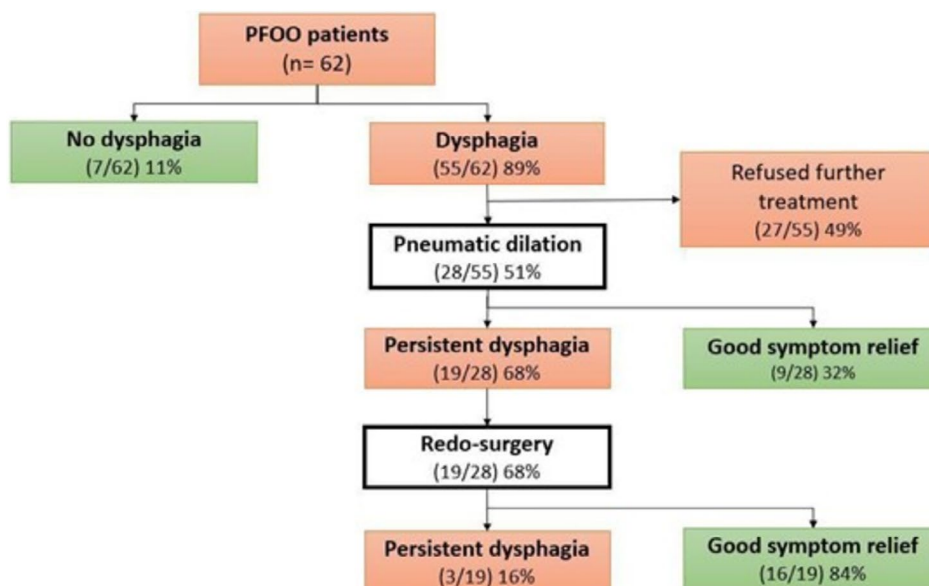 PFOO patients
(n= 62)
No dysphagia
(7/62) 11%
Dysphagia
(55/62) 89%
Refused further
treatment
(27/55) 49%
Pneumatic dilation
(28/55) 51%
Persistent dysphagia
(19/28) 68%
Good symptom relief
(9/28) 32%
Redo-surgery
(19/28) 68%
Persistent dysphagia
(3/19) 16%
Good symptom relief
(16/19) 84%